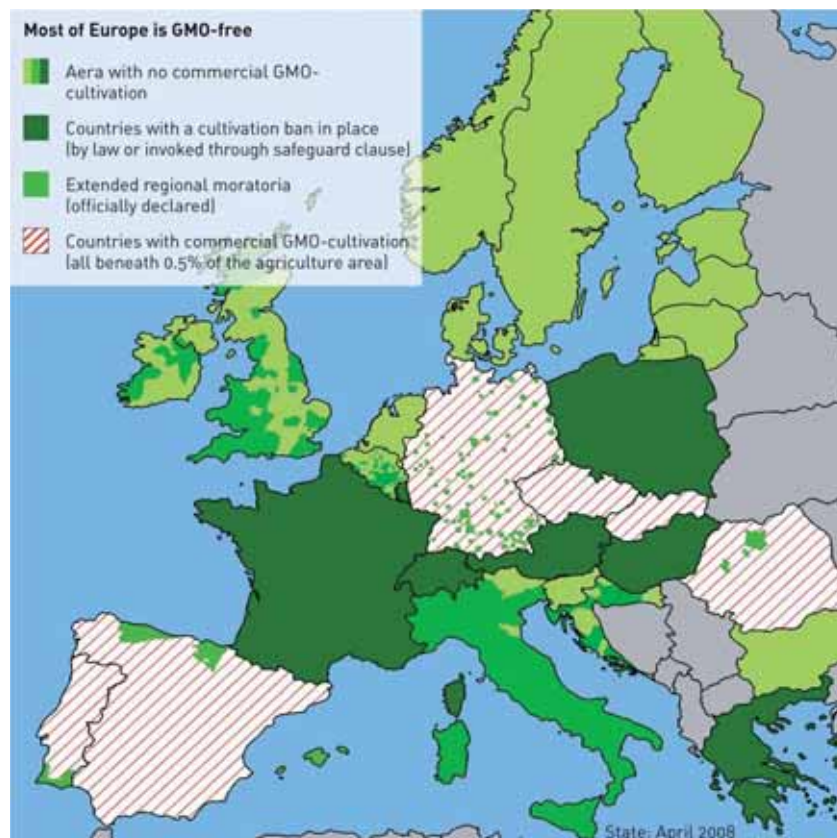 Most of Europe is GMO-free
Aera with no commercial GMO-
cultivation
Countries with a cultivation ban in place
(by law or invoked through safeguard clause)
Extended regional moratoria
(officially declared)
Countries with commercial GMO-cultivation
(all beneath 0.5% of the agriculture area)
State: April 2008